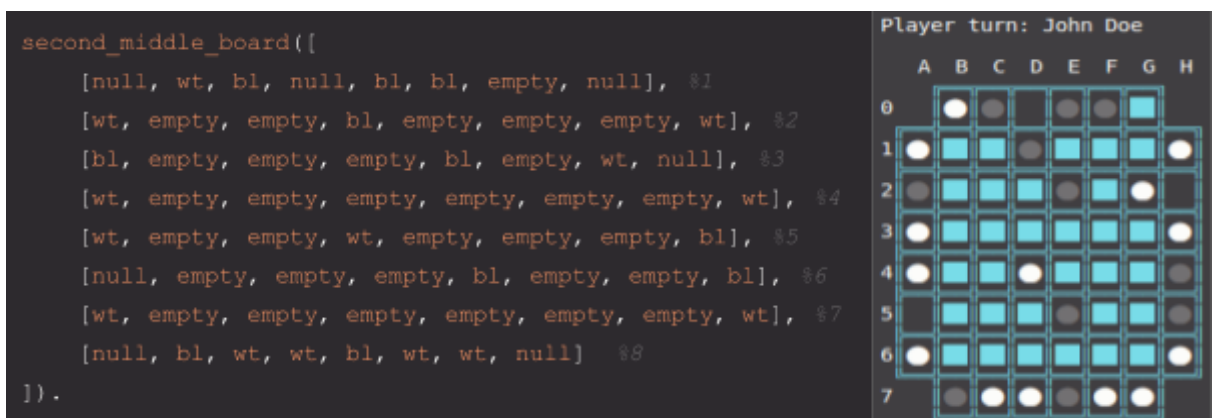 second_middle_board([
[null, wt, bl, null, bl, bl, empty, null], %1
[wt, empty, empty, bl, empty, empty, empty, wt], %2
[bl, empty, empty, empty, bl, empty, wt, null], %3
[wt, empty, empty, empty, empty, empty, empty, wt], %4
[wt, empty, empty, wt, empty, empty, empty, bl], %5
[null, empty, empty, empty, bl, empty, empty, bl], %6
[wt, empty, empty, empty, empty, empty, empty, wt], %7
[null, bl, wt, wt, bl, wt, wt, null] %8
]).
Player turn: John Doe
A B C D E F G H
0
1
2
3
4
5
6
7